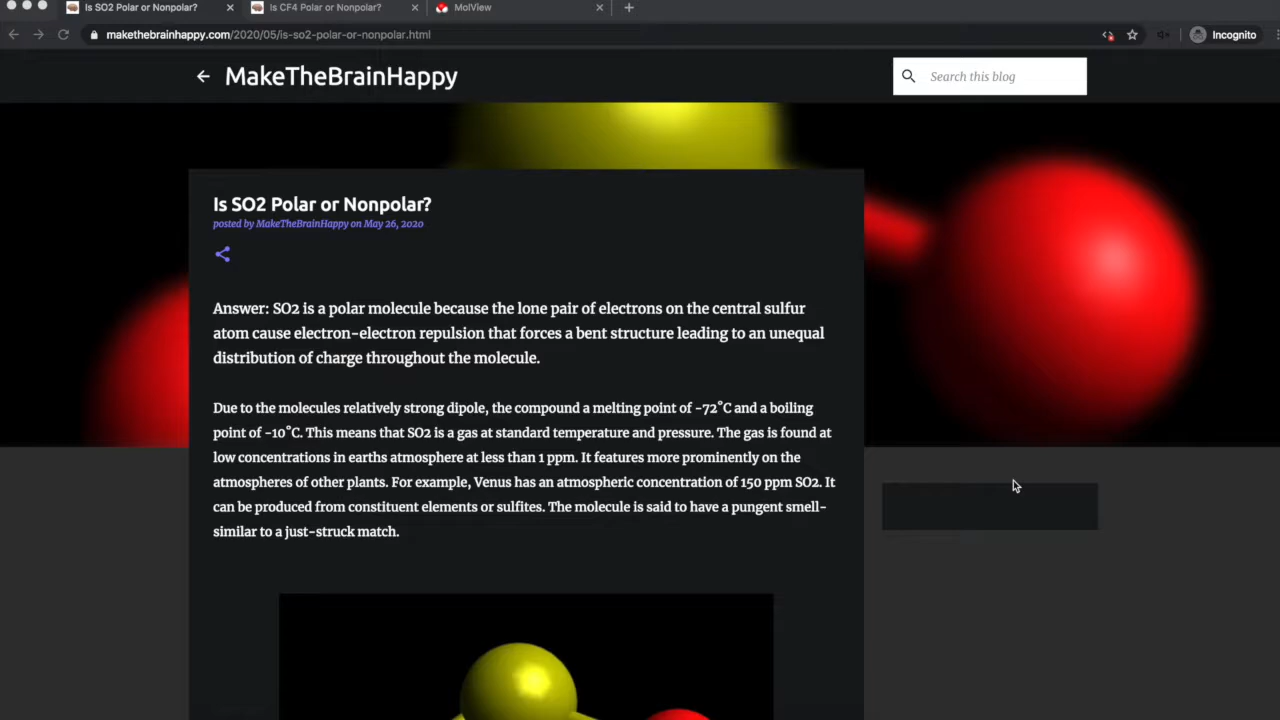 Is SO2 Polar or Nonpolar?
Is CF4 Polar or Nonpolar?
MolView
makethebrainhappy.com/2020/05/is-so2-polar-or-nonpolar.html
Incognito
MakeTheBrainHappy
Search this blog
Is SO2 Polar or Nonpolar?
posted by MakeTheBrainHappy on May 26, 2020
Answer: SO2 is a polar molecule because the lone pair of electrons on the central sulfur
atom cause electron-electron repulsion that forces a bent structure leading to an unequal
distribution of charge throughout the molecule.
Due to the molecules relatively strong dipole, the compound a melting point of -72˚C and a boiling
point of -10˚C. This means that SO2 is a gas at standard temperature and pressure. The gas is found at
low concentrations in earths atmosphere at less than 1 ppm. It features more prominently on the
atmospheres of other plants. For example, Venus has an atmospheric concentration of 150 ppm SO2. It
can be produced from constituent elements or sulfites. The molecule is said to have a pungent smell-
similar to a just-struck match.